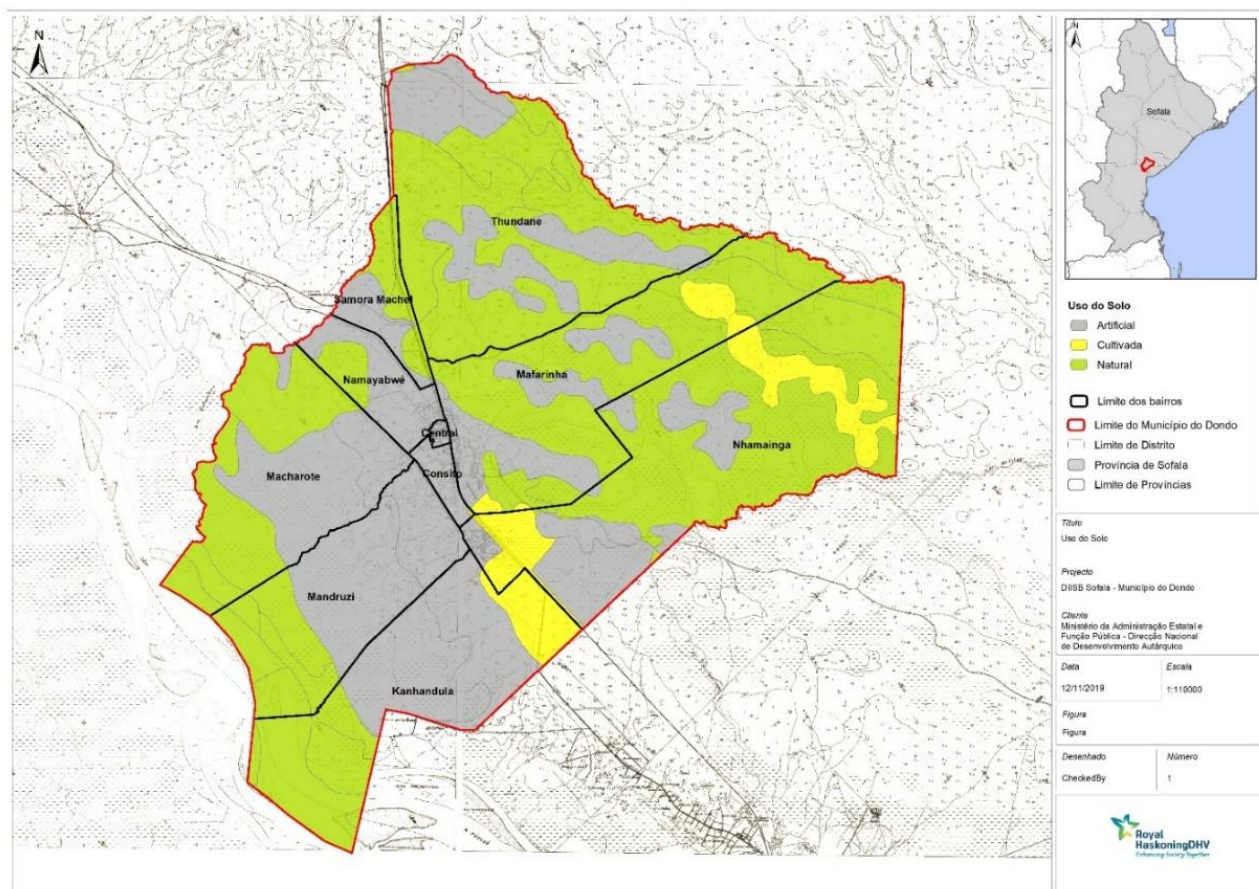 N
Thundane
Samora Machel
Namayabwé
Mafarinha
Central
Consito
Nhamainga
Macharote
Mandruzi
Kanhandula
N
Sofala
Uso do Solo
Artificial
Cultivada
Natural
Limite dos bairros
Limite do Município do Dondo
Limite de Distrito
Província de Sofala
Limite de Províncias
Título
Uso do Solo
Projecto
DIISB Sofala - Município do Dondo
Cliente
Ministério da Administração Estatal e
Função Pública - Direcção Nacional
de Desenvolvimento Autárquico
Data
Escala
12/11/2019
1:110000
Figura
Figura
Desenhado
Número
CheckedBy
1
Royal
HaskoningDHV
Enhancing Society Together